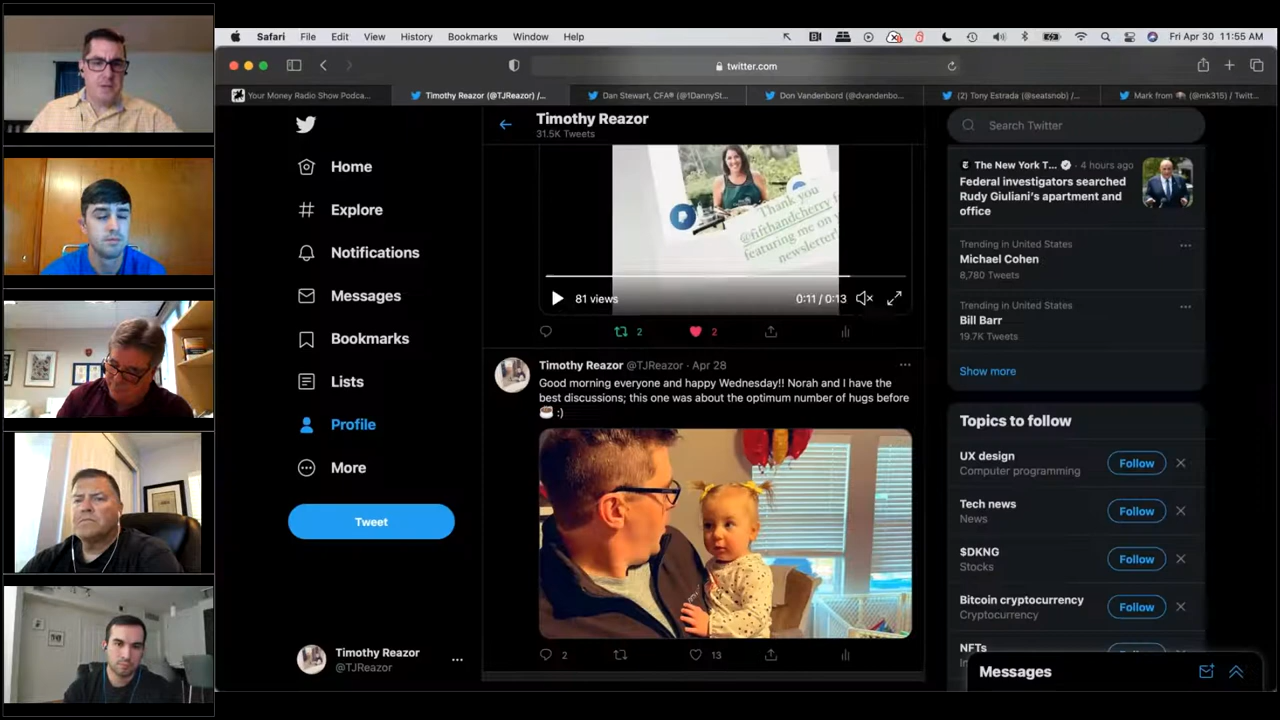 Safari File Edit View History Bookmarks Window Help
Fri Apr 30 11:55 AM
twitter.com
Your Money Radio Show Podca...
Timothy Reazor (@TJReazor) /...
Dan Stewart, CFA® (@1DannySt...
Don Vandenbord (@dvandenbo...
(2) Tony Estrada (@seatsnob) /...
Mark from (@mk315) / Twitt...
Home
Explore
Notifications
Messages
Bookmarks
Lists
Profile
More
Tweet
Timothy Reazor
@TJReazor
Timothy Reazor
31.5K Tweets
Thank you
@fifthandcherry f
featuring me on y
newsletter!
81 views
0:11 / 0:13
2
2
Timothy Reazor @TJReazor · Apr 28
Good morning everyone and happy Wednesday!! Norah and I have the
best discussions; this one was about the optimum number of hugs before
☕ :)
2
13
Search Twitter
The New York T... · 4 hours ago
Federal investigators searched
Rudy Giuliani's apartment and
office
Trending in United States
Michael Cohen
8,780 Tweets
Trending in United States
Bill Barr
19.7K Tweets
Show more
Topics to follow
UX design
Computer programming
Follow
Tech news
News
Follow
$DKNG
Stocks
Follow
Bitcoin cryptocurrency
Cryptocurrency
Follow
NFTs
Messages